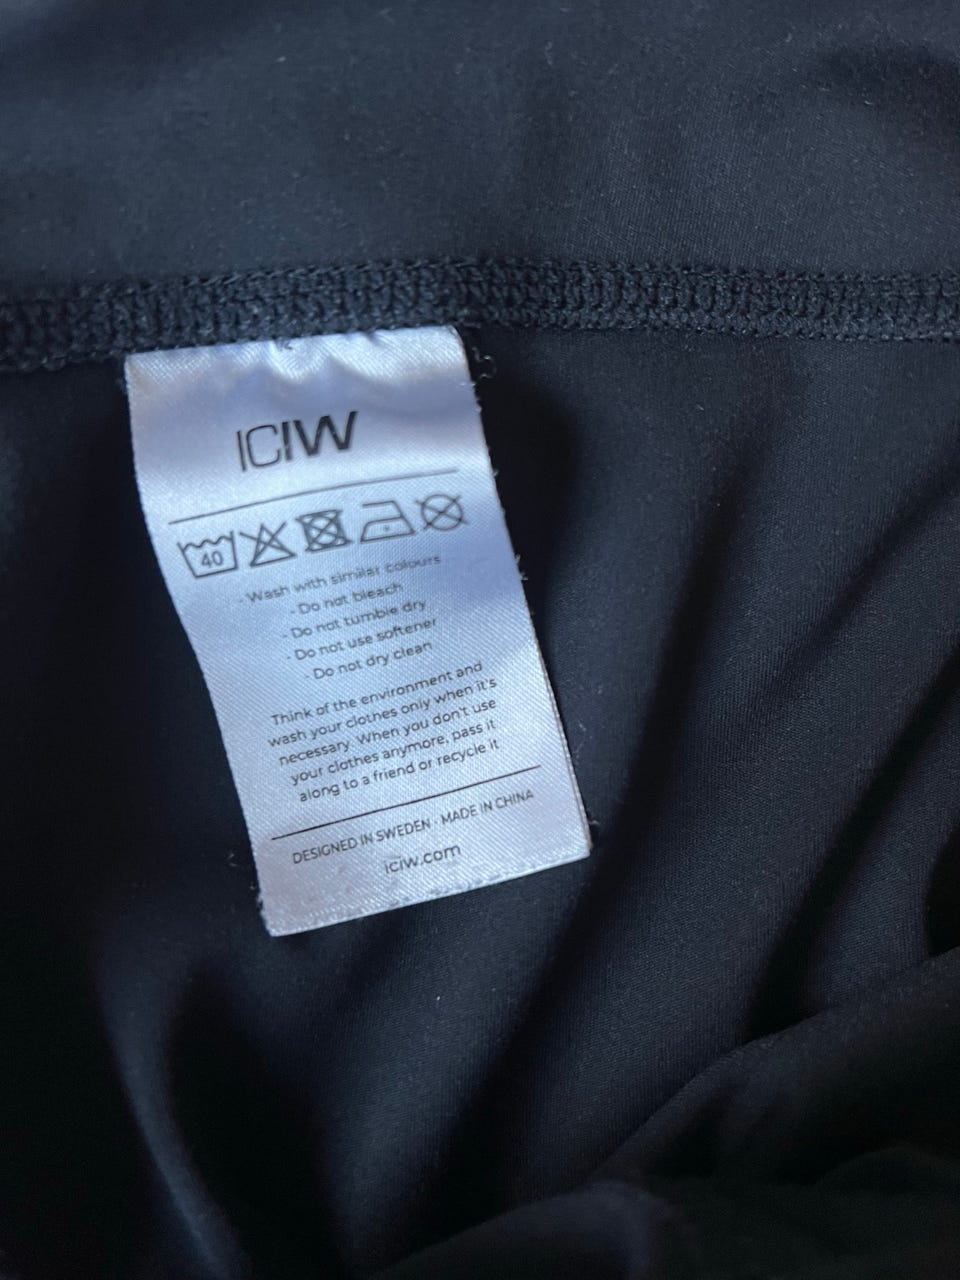 ICIW
40
- Wash with similar colours
- Do not bleach
- Do not tumble dry
- Do not use softener
- Do not dry clean
Think of the environment and
wash your clothes only when it's
necessary. When you don't use
your clothes anymore, pass it
along to a friend or recycle it
DESIGNED IN SWEDEN · MADE IN CHINA
iciw.com